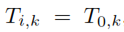 T_{i,k} = T_{0,k}.